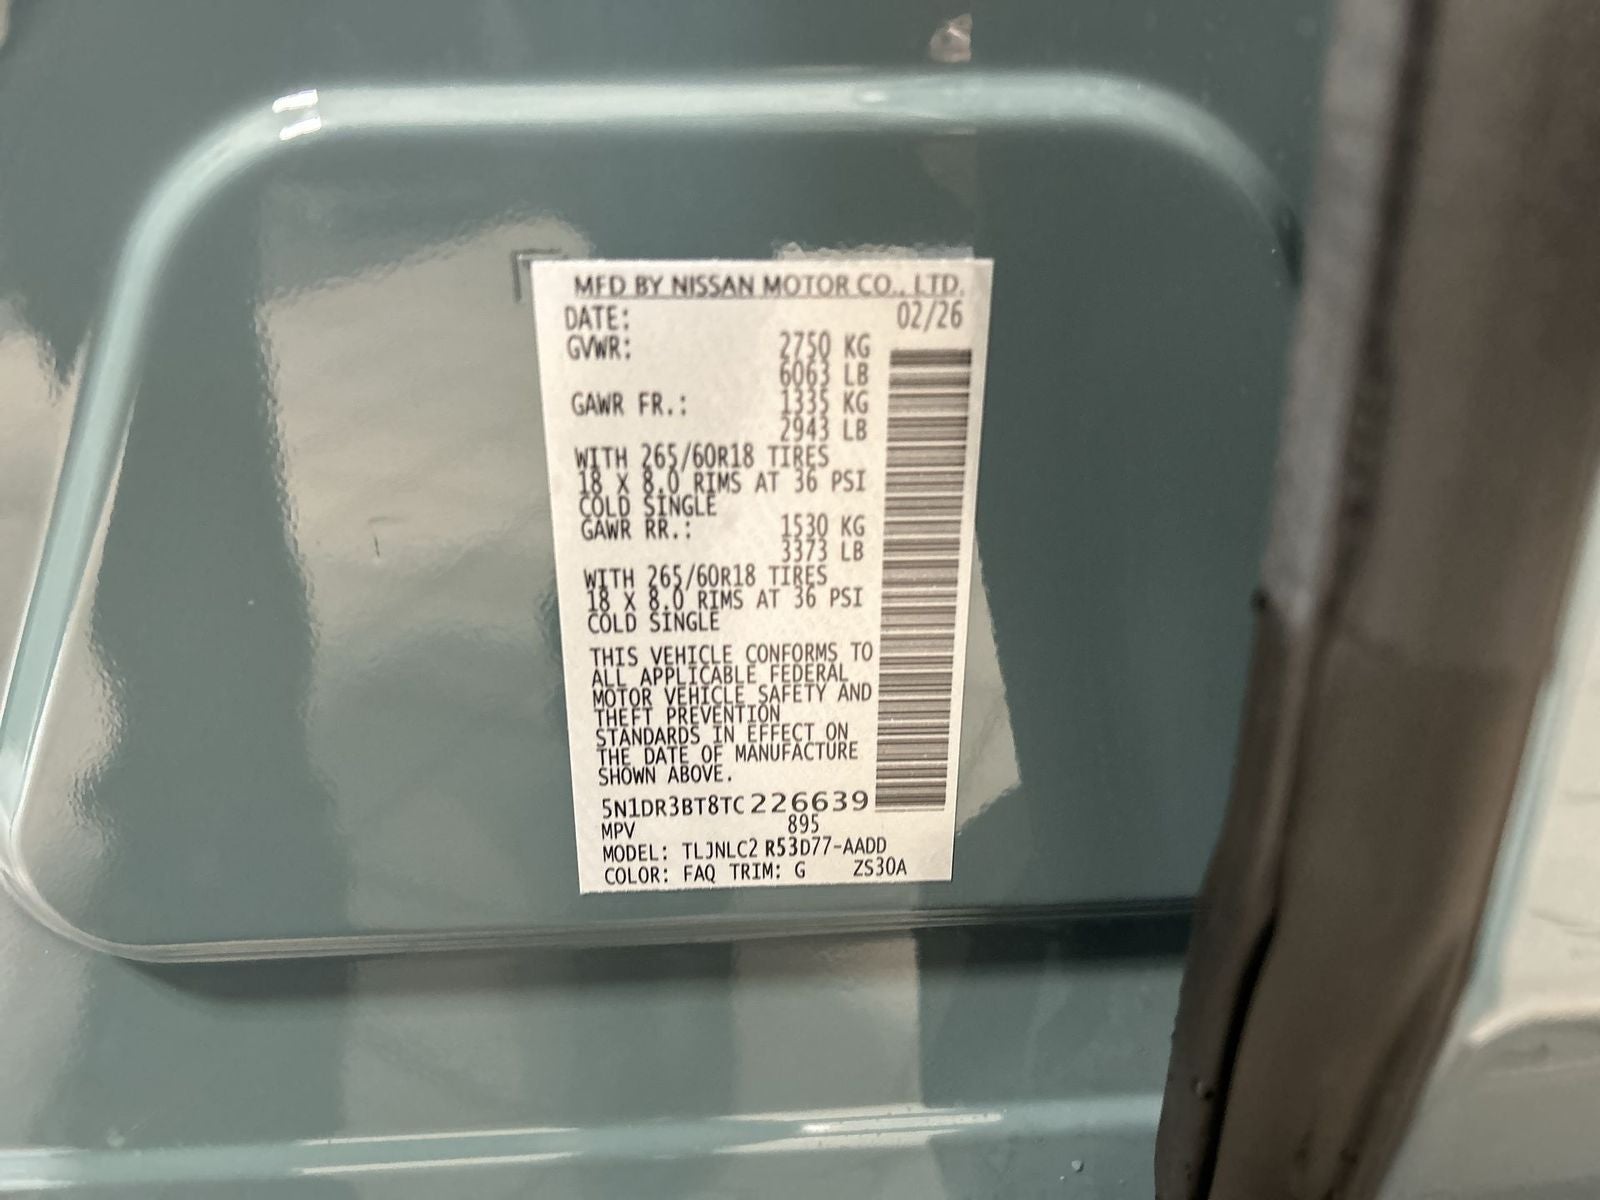 MFD BY NISSAN MOTOR CO., LTD.
DATE: 02/26
GVWR: 2750 KG
6063 LB
GAWR FR.: 1335 KG
2943 LB
WITH 265/60R18 TIRES
18 X 8.0 RIMS AT 36 PSI
COLD SINGLE
GAWR RR.: 1530 KG
3373 LB
WITH 265/60R18 TIRES
18 X 8.0 RIMS AT 36 PSI
COLD SINGLE
THIS VEHICLE CONFORMS TO
ALL APPLICABLE FEDERAL
MOTOR VEHICLE SAFETY AND
THEFT PREVENTION
STANDARDS IN EFFECT ON
THE DATE OF MANUFACTURE
SHOWN ABOVE.
5N1DR3BT8TC226639
MPV 895
MODEL: TLJNLC2 R53D77-AADD
COLOR: FAQ TRIM: G ZS30A